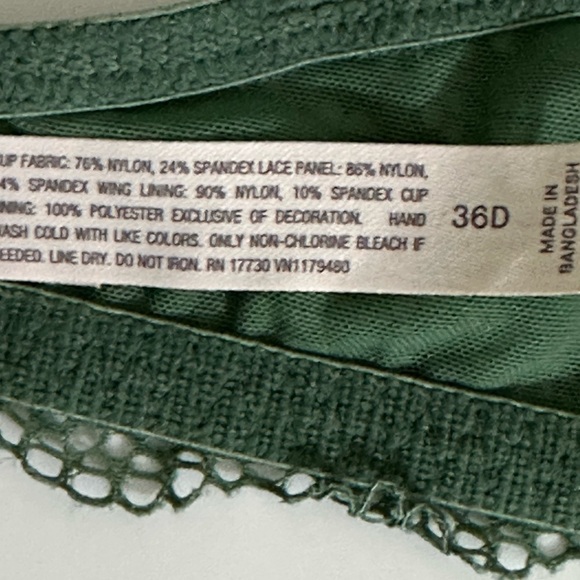 UP FABRIC: 76% NYLON, 24% SPANDEX LACE PANEL: 86% NYLON,
4% SPANDEX WING LINING: 90% NYLON, 10% SPANDEX CUP
NING: 100% POLYESTER EXCLUSIVE OF DECORATION. HAND
ASH COLD WITH LIKE COLORS. ONLY NON-CHLORINE BLEACH IF
EEDED. LINE DRY. DO NOT IRON. RN 17730 VN1179480
36D
MADE IN
BANGLADESH